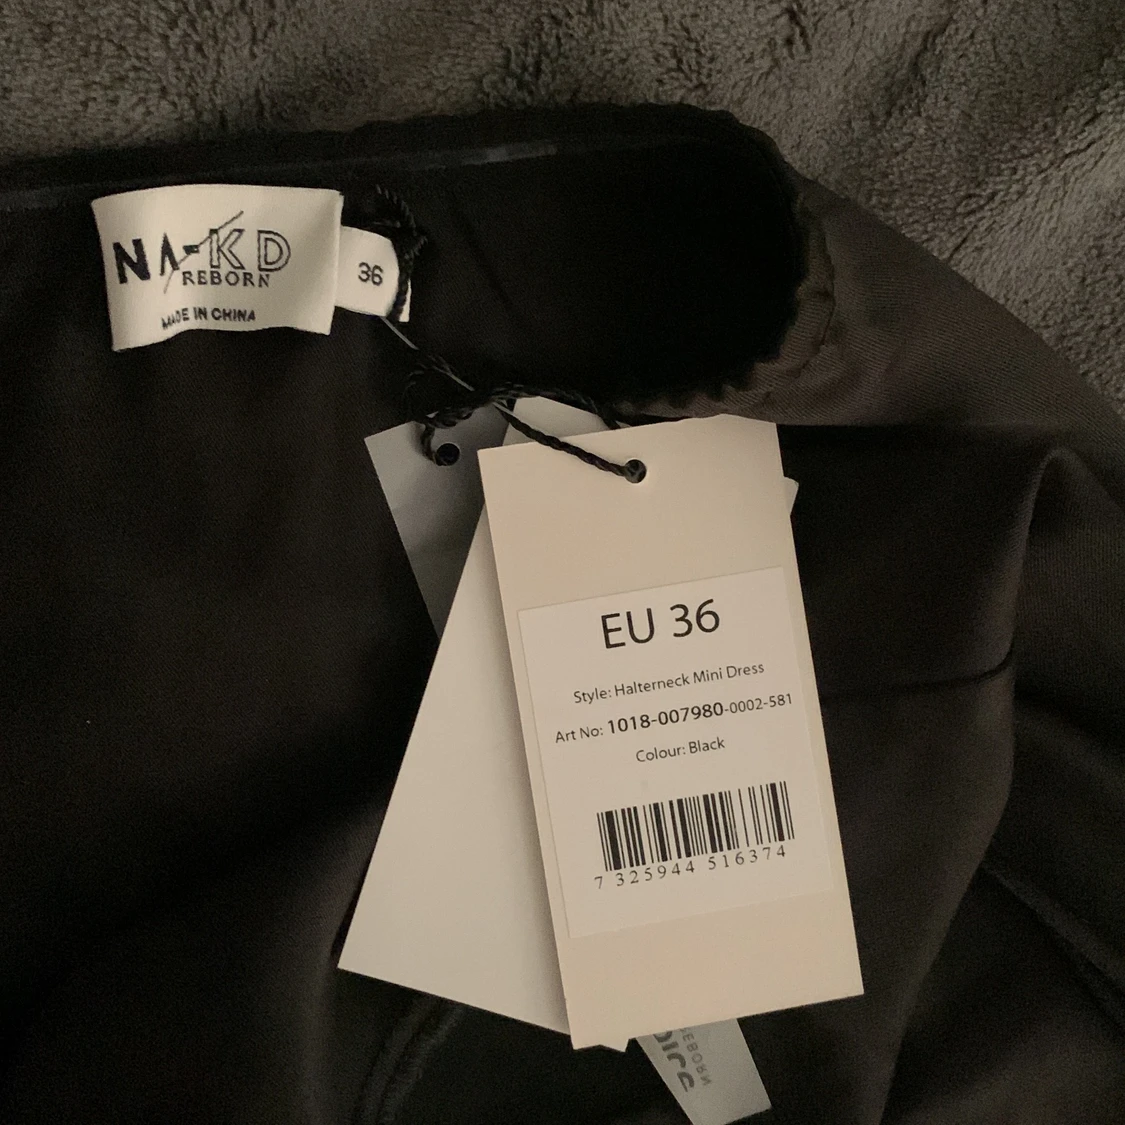 NA-KD
REBORN
MADE IN CHINA
36
EU 36
Style: Halterneck Mini Dress
Art No: 1018-007980-0002-581
Colour: Black
7 325944 516374
REBORN